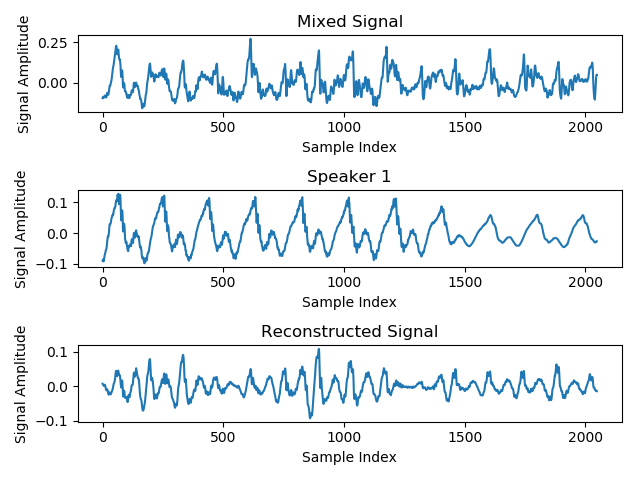 Mixed Signal
Signal Amplitude
0.25
0.00
0 500 1000 1500 2000
Sample Index
Speaker 1
Signal Amplitude
0.1
0.0
−0.1
0 500 1000 1500 2000
Sample Index
Reconstructed Signal
Signal Amplitude
0.1
0.0
−0.1
0 500 1000 1500 2000
Sample Index